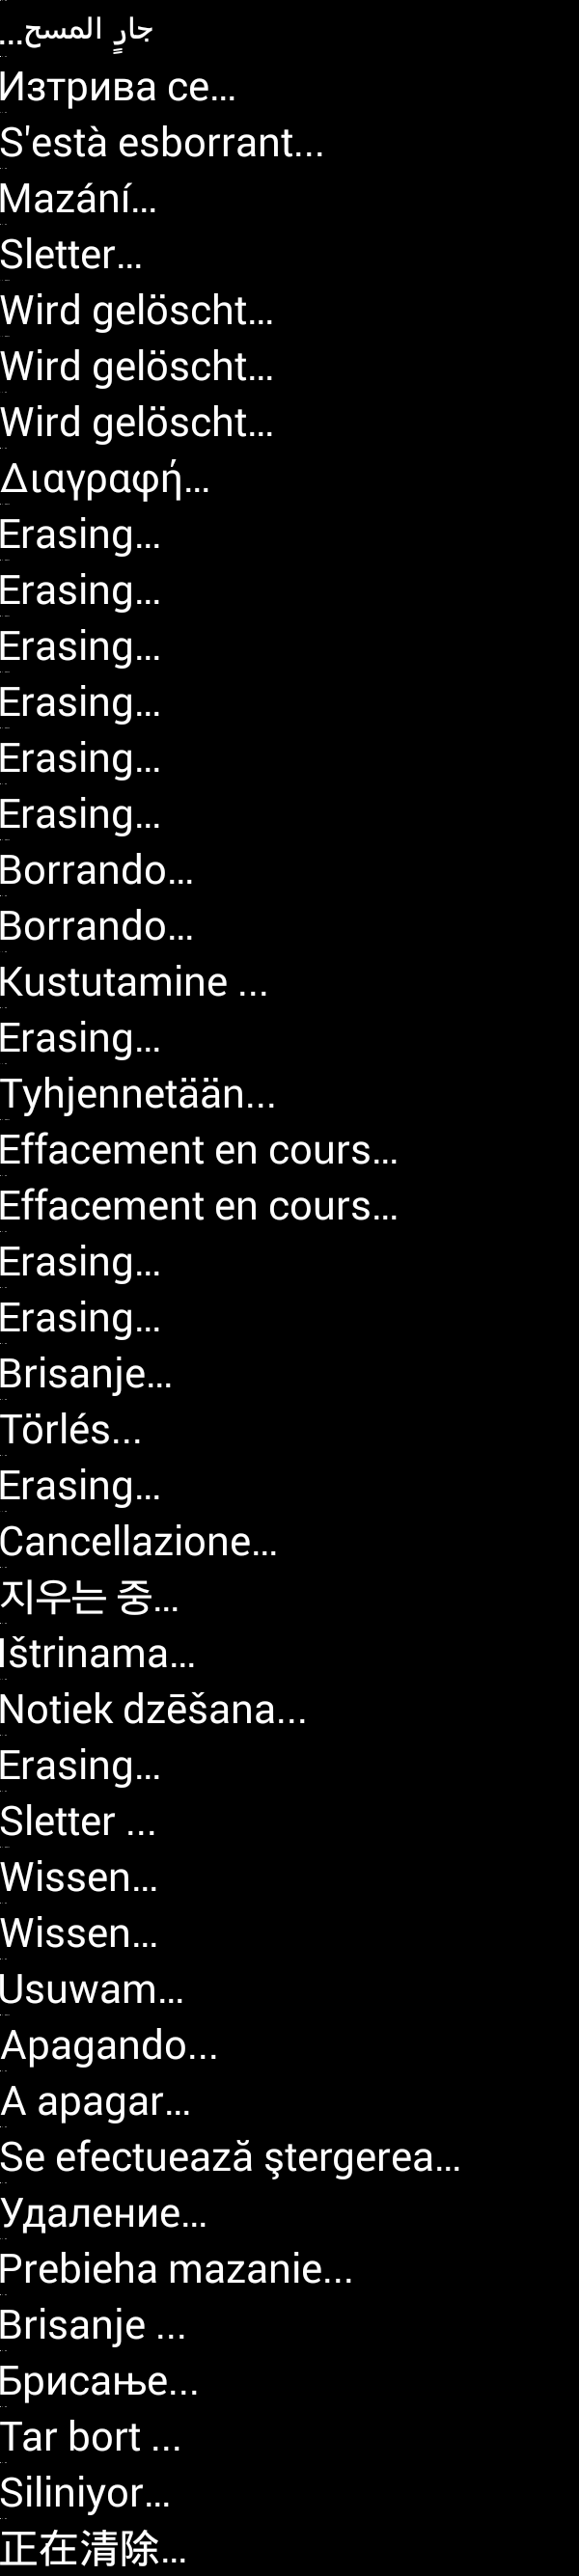 جارٍ المسح...
Изтрива се...
S'està esborrant...
Mazání...
Sletter...
Wird gelöscht...
Wird gelöscht...
Wird gelöscht...
Διαγραφή...
Erasing...
Erasing...
Erasing...
Erasing...
Erasing...
Erasing...
Borrando...
Borrando...
Kustutamine ...
Erasing...
Tyhjennetään...
Effacement en cours...
Effacement en cours...
Erasing...
Erasing...
Brisanje...
Törlés...
Erasing...
Cancellazione...
지우는 중...
Ištrinama...
Notiek dzēšana...
Erasing...
Sletter ...
Wissen...
Wissen...
Usuwam...
Apagando...
A apagar...
Se efectuează ştergerea...
Удаление...
Prebieha mazanie...
Brisanje ...
Брисање...
Tar bort ...
Siliniyor...
正在清除...